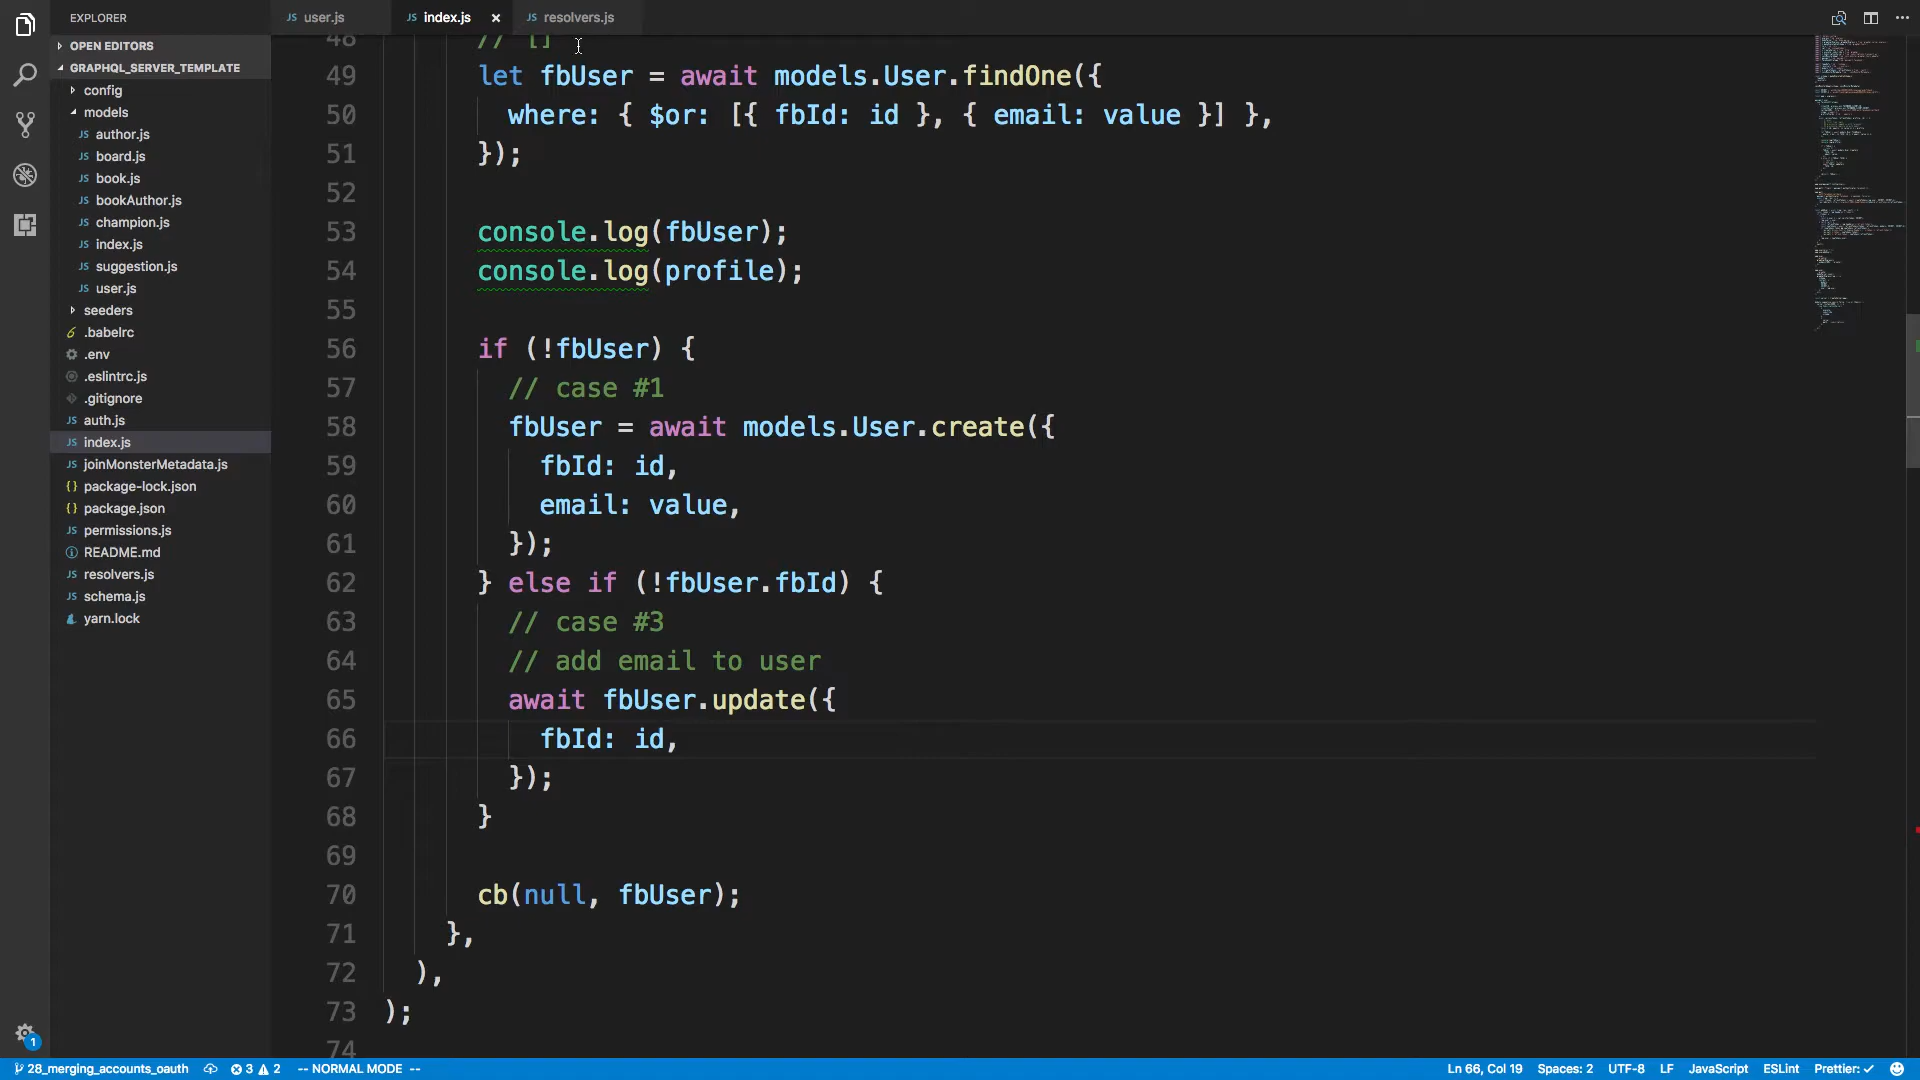 EXPLORER
user.js
index.js
resolvers.js
OPEN EDITORS
GRAPHQL_SERVER_TEMPLATE
config
models
author.js
board.js
book.js
bookAuthor.js
champion.js
index.js
suggestion.js
user.js
seeders
.babelrc
.env
.eslintrc.js
.gitignore
auth.js
index.js
joinMonsterMetadata.js
package-lock.json
package.json
permissions.js
README.md
resolvers.js
schema.js
yarn.lock
48 // []
49 let fbUser = await models.User.findOne({
50 where: { $or: [{ fbId: id }, { email: value }] },
51 });
52
53 console.log(fbUser);
54 console.log(profile);
55
56 if (!fbUser) {
57 // case #1
58 fbUser = await models.User.create({
59 fbId: id,
60 email: value,
61 });
62 } else if (!fbUser.fbId) {
63 // case #3
64 // add email to user
65 await fbUser.update({
66 fbId: id,
67 });
68 }
69
70 cb(null, fbUser);
71 },
72 ),
73 );
74
1
28_merging_accounts_oauth 3 2 -- NORMAL MODE -- Ln 66, Col 19 Spaces: 2 UTF-8 LF JavaScript ESLint Prettier: ✓